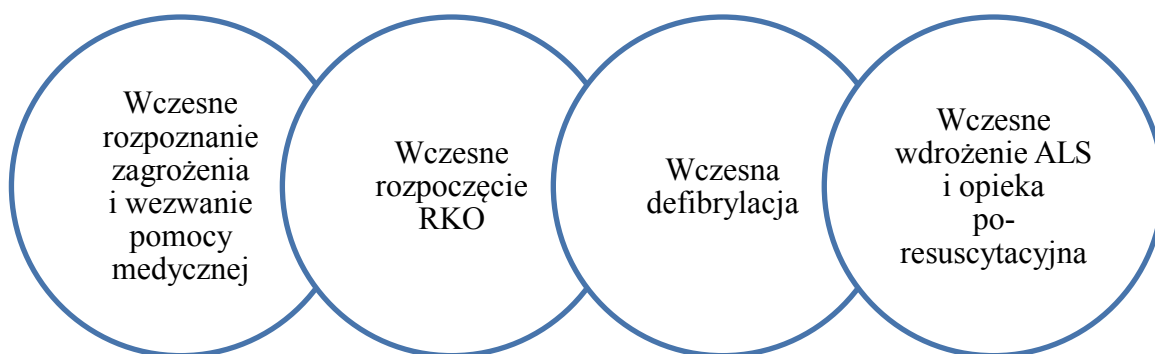 Wczesne
rozpoznanie
zagrożenia
i wezwanie
pomocy
medycznej
Wczesne
rozpoczęcie
RKO
Wczesna
defibrylacja
Wczesne
wdrożenie ALS
i opieka
po-
resuscytacyjna